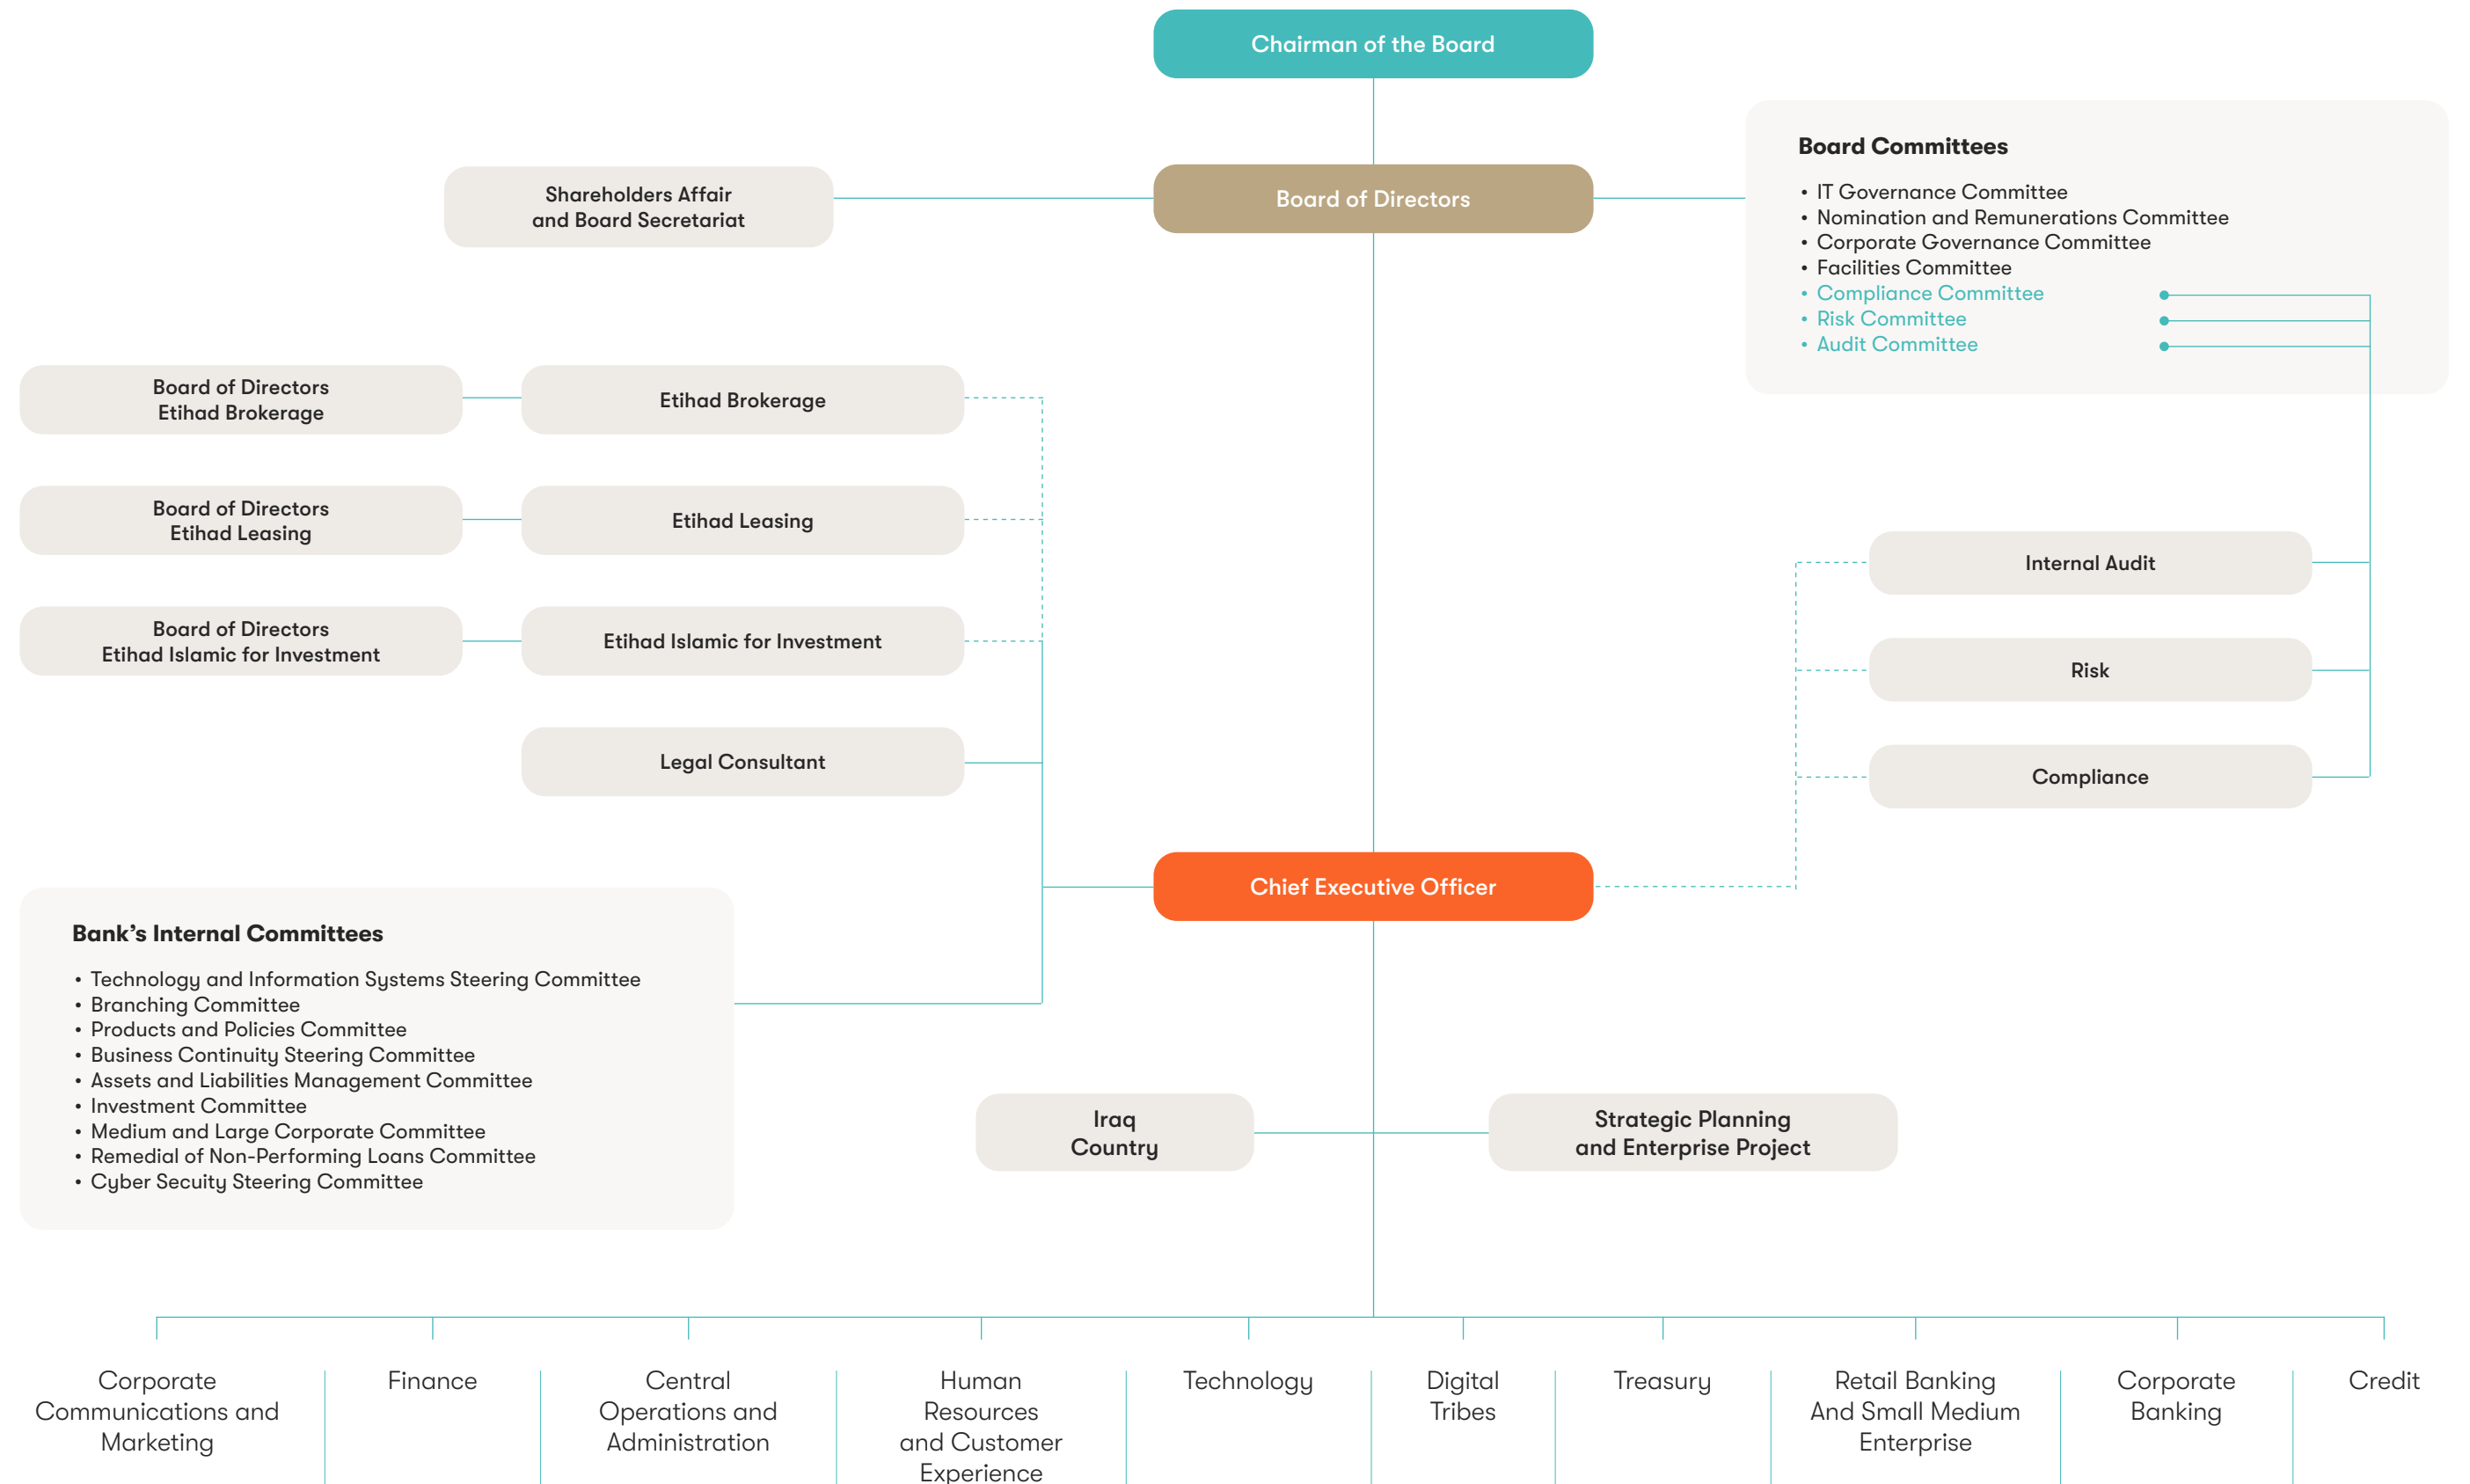 Chairman of the Board
Board of Directors
Shareholders Affair
and Board Secretariat
Board Committees
• IT Governance Committee
• Nomination and Remunerations Committee
• Corporate Governance Committee
• Facilities Committee
• Compliance Committee
• Risk Committee
• Audit Committee
Board of Directors
Etihad Brokerage
Etihad Brokerage
Board of Directors
Etihad Leasing
Etihad Leasing
Board of Directors
Etihad Islamic for Investment
Etihad Islamic for Investment
Legal Consultant
Internal Audit
Risk
Compliance
Chief Executive Officer
Bank’s Internal Committees
• Technology and Information Systems Steering Committee
• Branching Committee
• Products and Policies Committee
• Business Continuity Steering Committee
• Assets and Liabilities Management Committee
• Investment Committee
• Medium and Large Corporate Committee
• Remedial of Non-Performing Loans Committee
• Cyber Secuity Steering Committee
Iraq
Country
Strategic Planning
and Enterprise Project
Corporate
Communications and
Marketing
Finance
Central
Operations and
Administration
Human
Resources
and Customer
Experience
Technology
Digital
Tribes
Treasury
Retail Banking
And Small Medium
Enterprise
Corporate
Banking
Credit